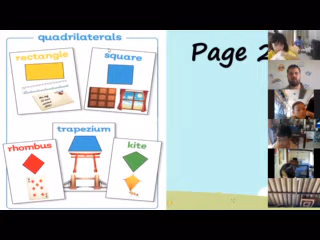 quadrilaterals
rectangle
square
trapezium
rhombus
kite
Page 2